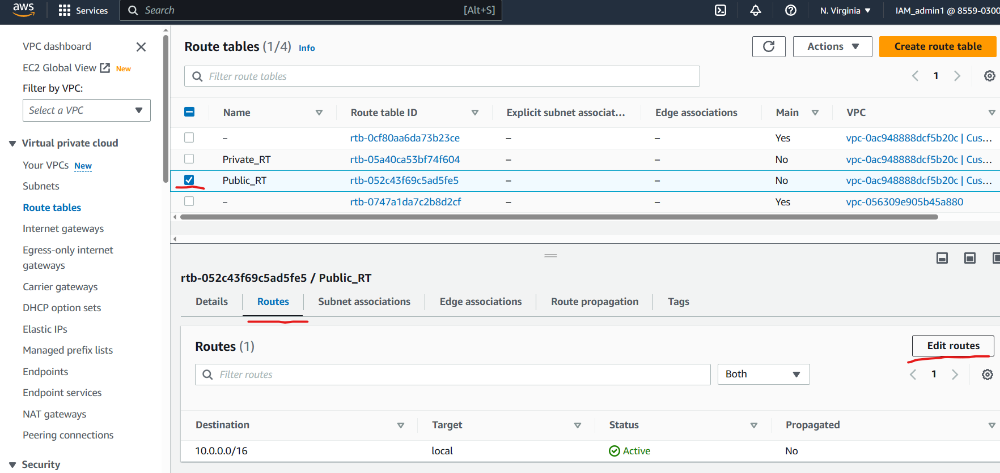 aws
Services
Search
[Alt+S]
N. Virginia
IAM_admin1 @ 8559-0300
VPC dashboard
EC2 Global View New
Filter by VPC:
Select a VPC
Virtual private cloud
Your VPCs New
Subnets
Route tables
Internet gateways
Egress-only internet
gateways
Carrier gateways
DHCP option sets
Elastic IPs
Managed prefix lists
Endpoints
Endpoint services
NAT gateways
Peering connections
Security
Route tables (1/4) Info
Actions
Create route table
Filter route tables
1
Name Route table ID Explicit subnet associat... Edge associations Main VPC
– rtb-0cf80aa6da73b23ce – – Yes vpc-0ac948888dcf5b20c | Cus...
Private_RT rtb-05a40ca53bf74f604 – – No vpc-0ac948888dcf5b20c | Cus...
Public_RT rtb-052c43f69c5ad5fe5 – – No vpc-0ac948888dcf5b20c | Cus...
– rtb-0747a1da7c2b8d2cf – – Yes vpc-056309e905b45a880
rtb-052c43f69c5ad5fe5 / Public_RT
Details Routes Subnet associations Edge associations Route propagation Tags
Routes (1)
Edit routes
Filter routes
Both
1
Destination Target Status Propagated
10.0.0.0/16 local Active No